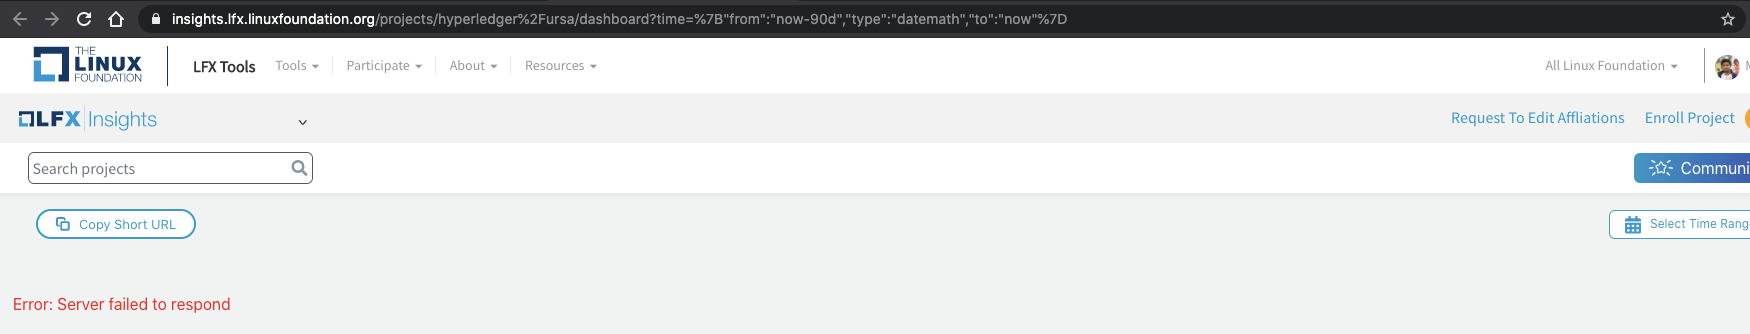 insights.lfx.linuxfoundation.org/projects/hyperledger%2Fursa/dashboard?time=%7B"from":"now-90d","type":"datemath","to":"now"%7D
THE
LINUX
FOUNDATION
LFX Tools Tools Participate About Resources All Linux Foundation
LFX Insights Request To Edit Affliations Enroll Project
Search projects Communi
Copy Short URL Select Time Rang
Error: Server failed to respond